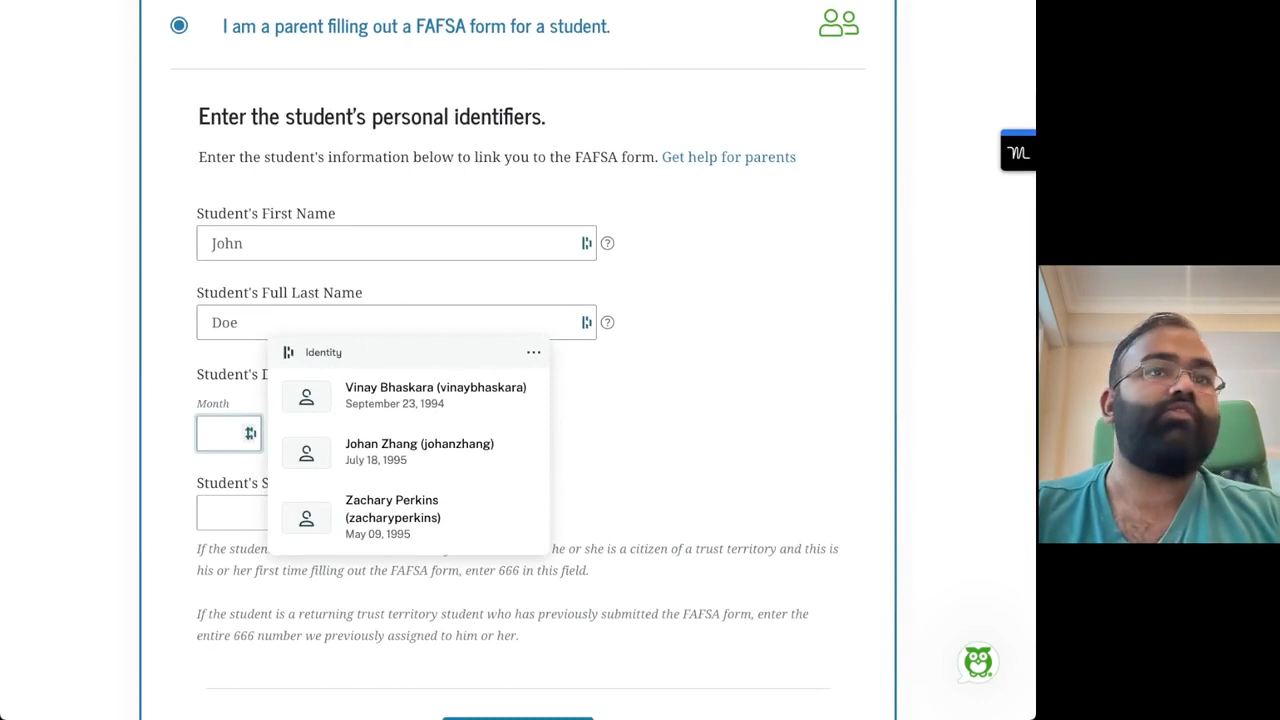 I am a parent filling out a FAFSA form for a student.
Enter the student's personal identifiers.
Enter the student's information below to link you to the FAFSA form. Get help for parents
Student's First Name
John
Student's Full Last Name
Doe
Identity
Student's D
Vinay Bhaskara (vinaybhaskara)
September 23, 1994
Month
Johan Zhang (johanzhang)
July 18, 1995
Student's S
Zachary Perkins
(zacharyperkins)
May 09, 1995
If the studen he or she is a citizen of a trust territory and this is
his or her first time filling out the FAFSA form, enter 666 in this field.
If the student is a returning trust territory student who has previously submitted the FAFSA form, enter the
entire 666 number we previously assigned to him or her.